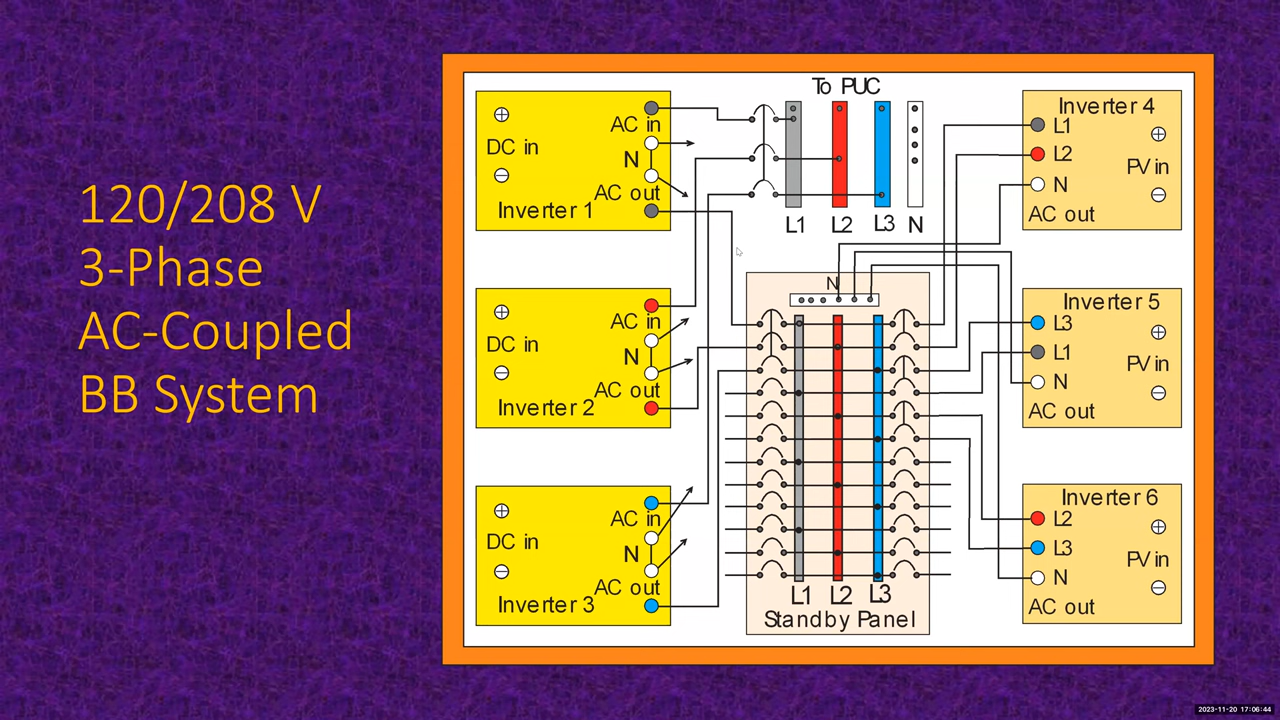 120/208 V
3-Phase
AC-Coupled
BB System
To PUC
L1 L2 L3 N
AC in
DC in
N
AC out
Inverter 1
AC in
DC in
N
AC out
Inverter 2
AC in
DC in
N
AC out
Inverter 3
N
L1 L2 L3
Standby Panel
Inverter 4
L1
L2
PV in
N
AC out
Inverter 5
L3
L1
PV in
N
AC out
Inverter 6
L2
L3
PV in
N
AC out
2023-11-20 17:06:44